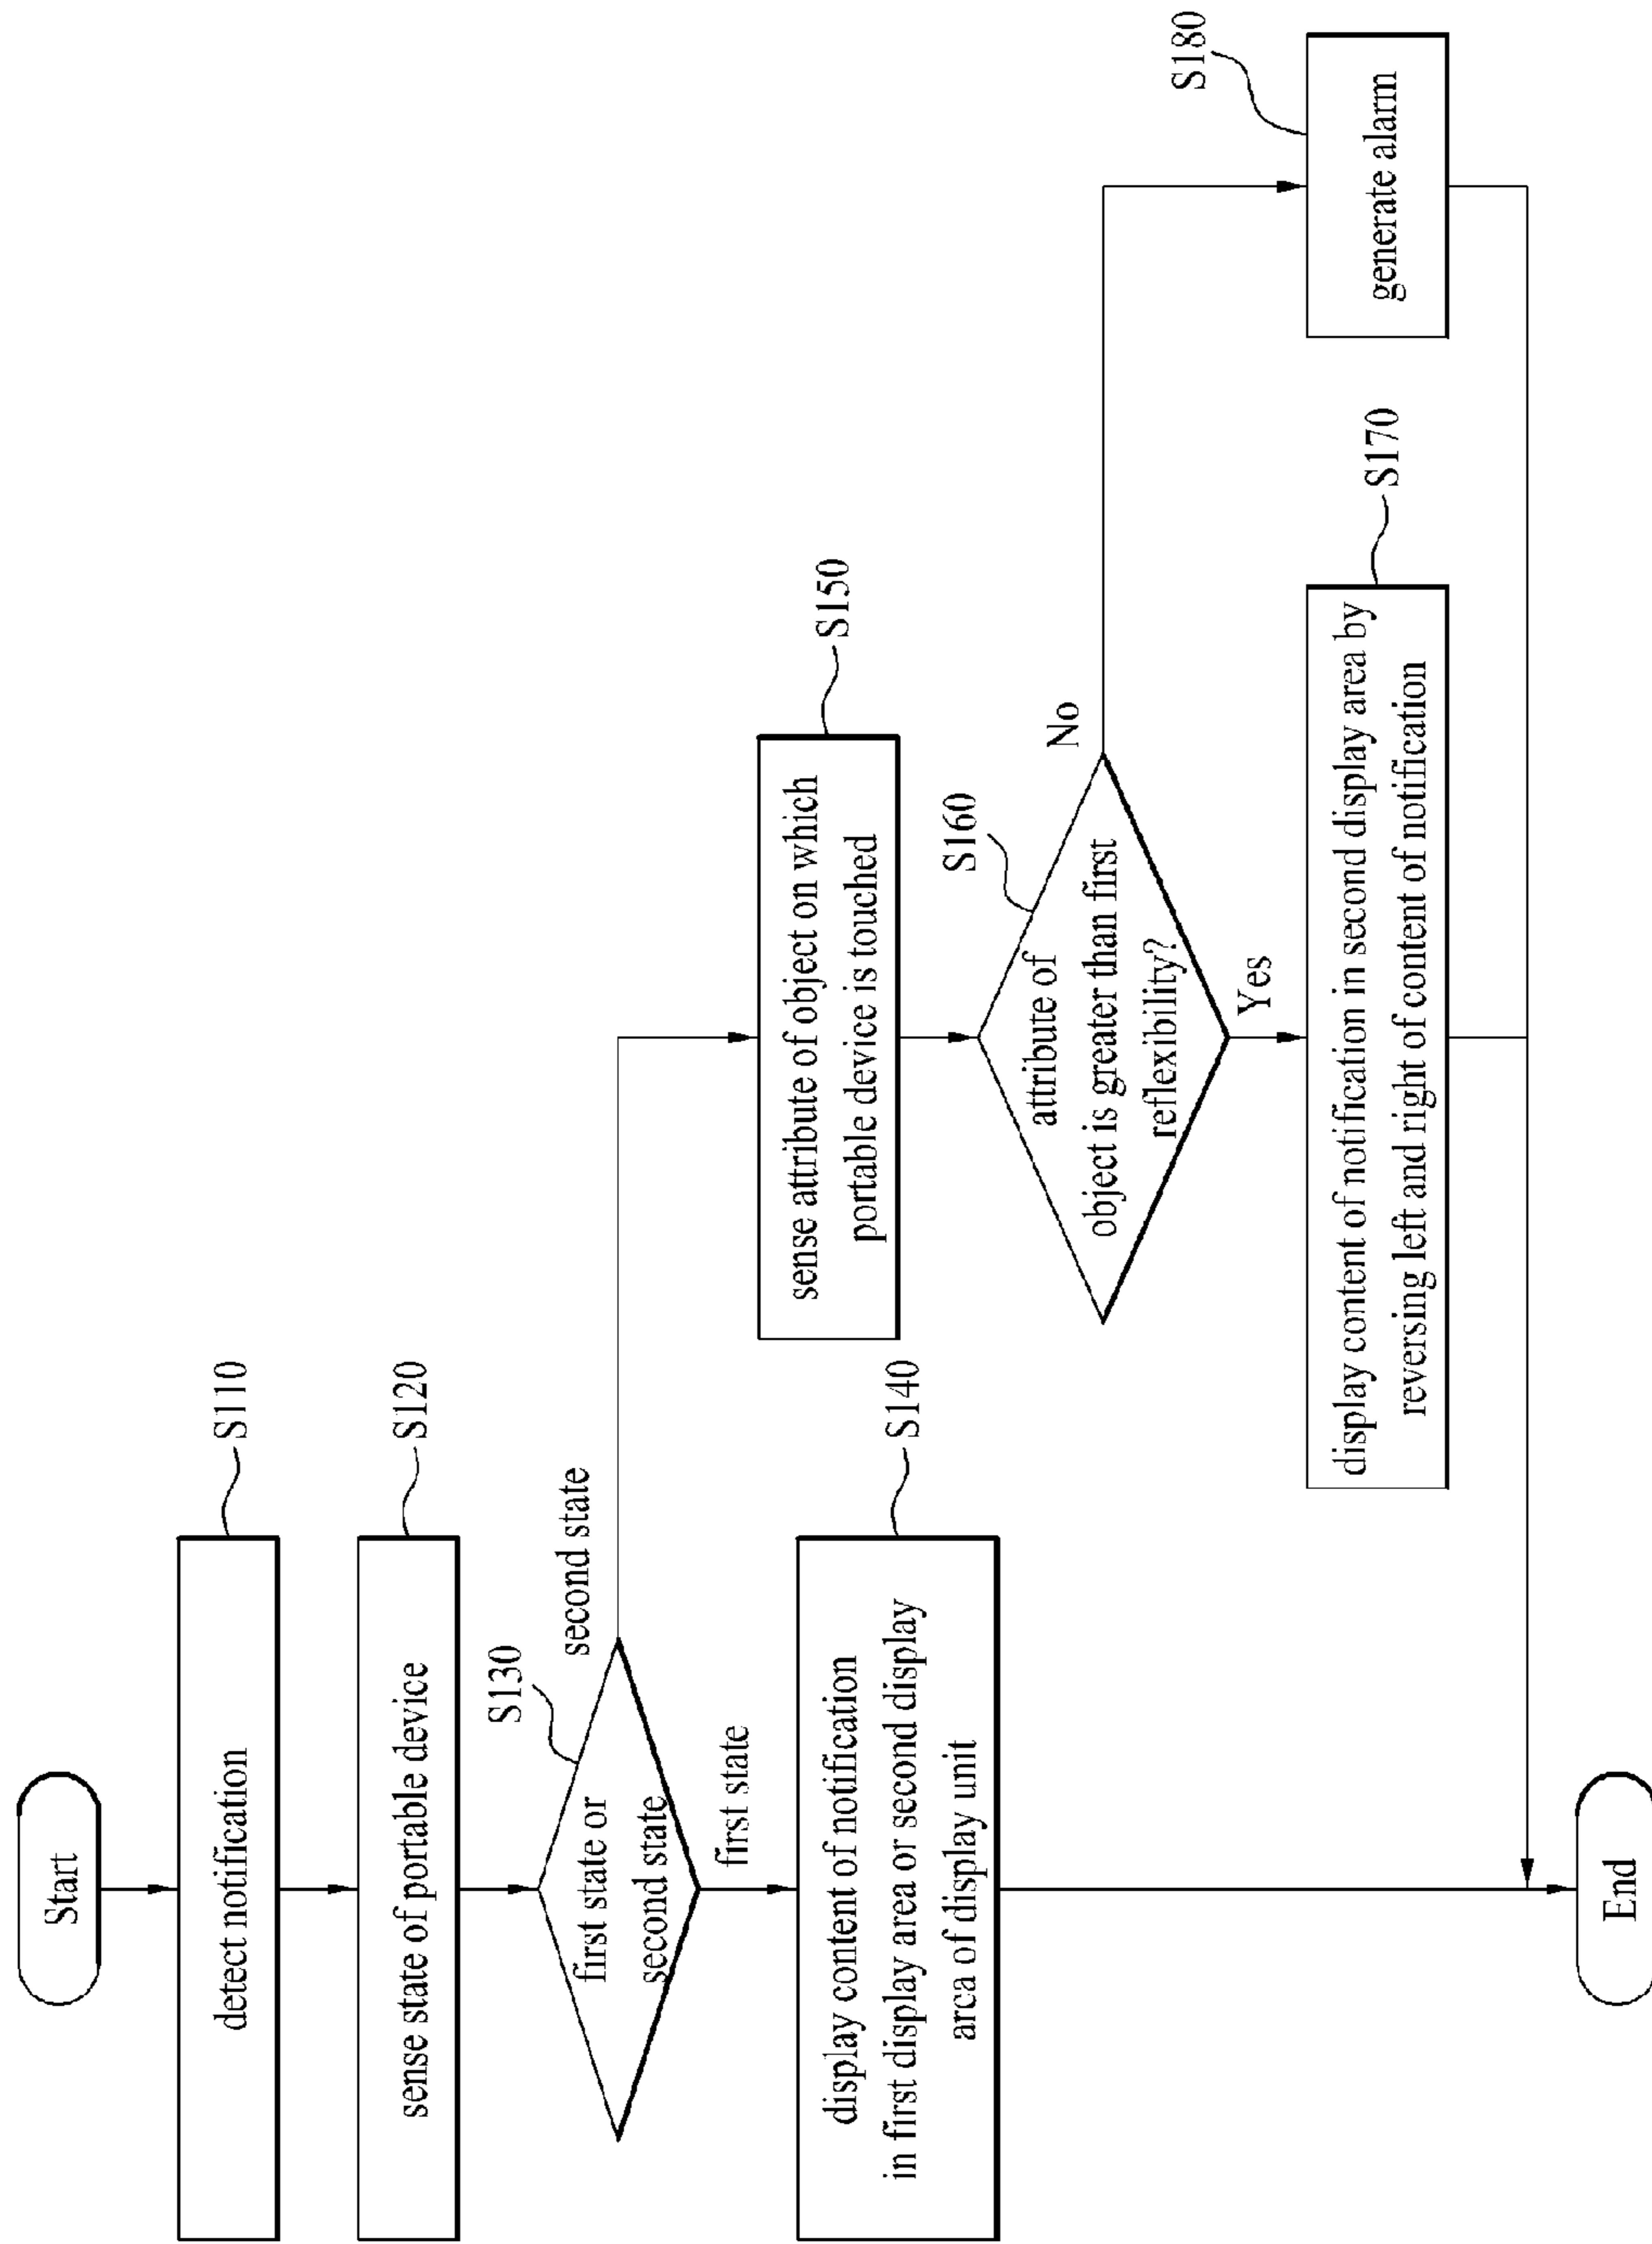 Start
detect notification
S110
sense state of portable device
S120
S130
first state or
second state
second state
first state
display content of notification
in first display area or second display
area of display unit
S140
sense attribute of object on which
portable device is touched
S150
S160
attribute of
object is greater than first
reflexibility?
No
Yes
display content of notification in second display area by
reversing left and right of content of notification
S170
generate alarm
S180
End